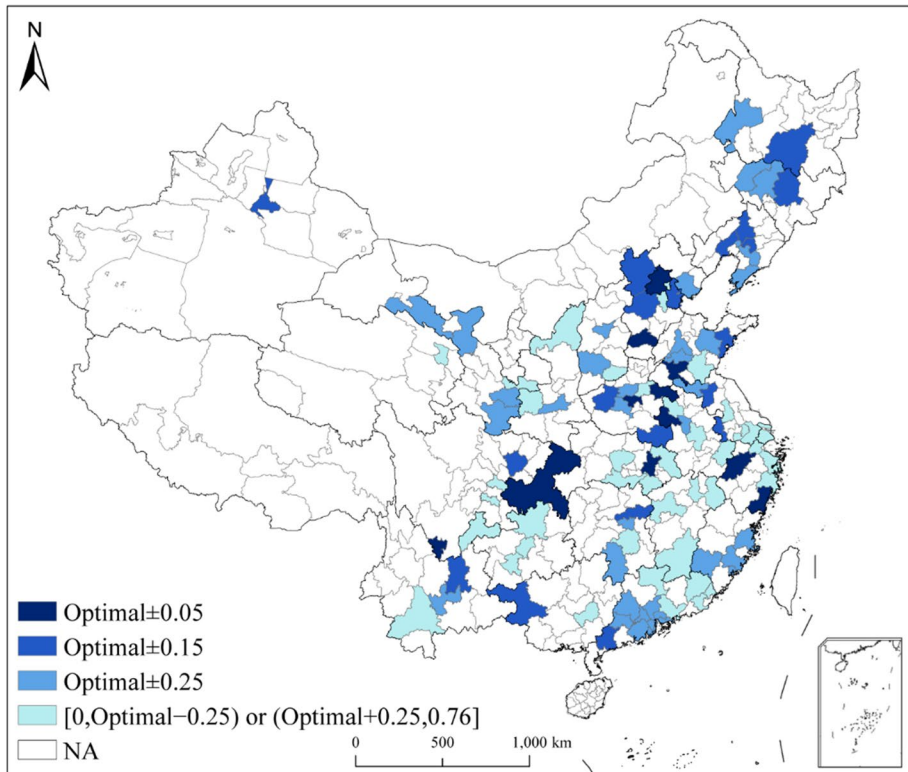 N
Optimal±0.05
Optimal±0.15
Optimal±0.25
[0,Optimal−0.25) or (Optimal+0.25,0.76]
NA
0 500 1,000 km